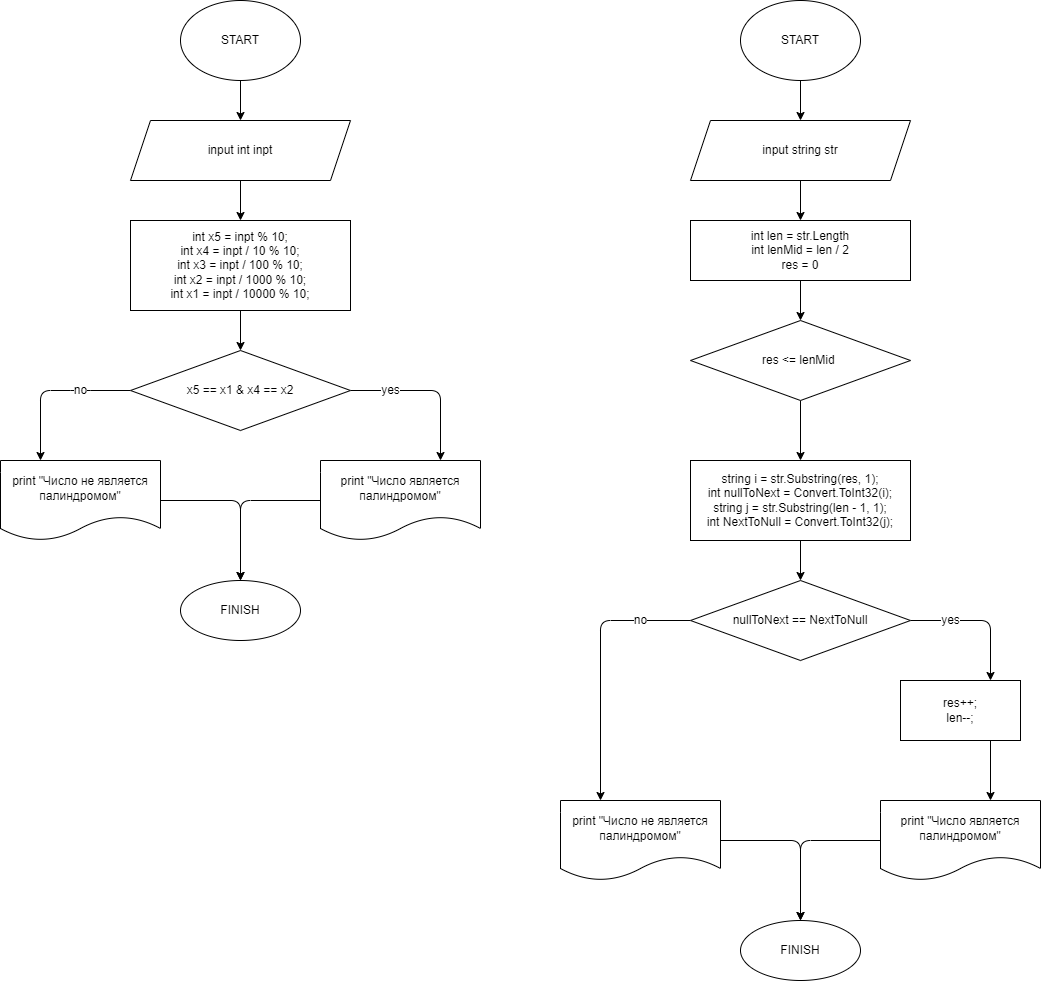 START
input int inpt
int x5 = inpt % 10;
int x4 = inpt / 10 % 10;
int x3 = inpt / 100 % 10;
int x2 = inpt / 1000 % 10;
int x1 = inpt / 10000 % 10;
x5 == x1 & x4 == x2
no
yes
print "Число не является
палиндромом"
print "Число является
палиндромом"
FINISH
START
input string str
int len = str.Length
int lenMid = len / 2
res = 0
res <= lenMid
string i = str.Substring(res, 1);
int nullToNext = Convert.ToInt32(i);
string j = str.Substring(len - 1, 1);
int NextToNull = Convert.ToInt32(j);
nullToNext == NextToNull
no
yes
res++;
len--;
print "Число не является
палиндромом"
print "Число является
палиндромом"
FINISH